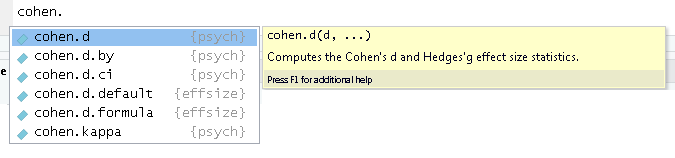 cohen.
cohen.d {psych}
cohen.d.by {psych}
cohen.d.ci {psych}
cohen.d.default {effsize}
cohen.d.formula {effsize}
cohen.kappa {psych}
cohen.d(d, ...)
Computes the Cohen's d and Hedges'g effect size statistics.
Press F1 for additional help
e